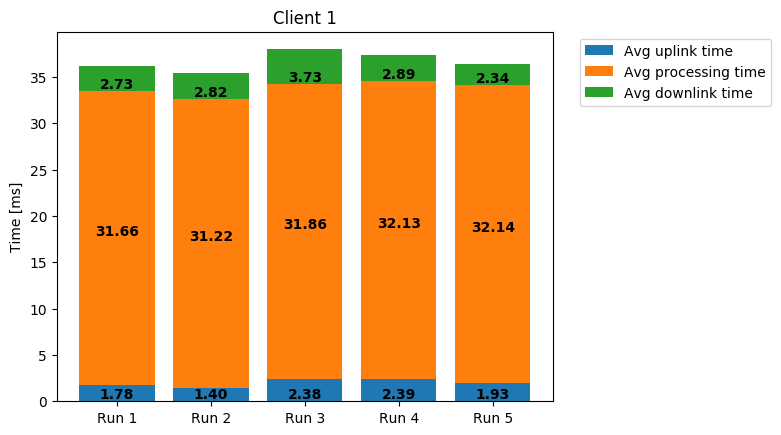 Client 1
Avg uplink time
Avg processing time
Avg downlink time
Time [ms]
35
30
25
20
15
10
5
0
2.73
2.82
3.73
2.89
2.34
31.66
31.22
31.86
32.13
32.14
1.78
1.40
2.38
2.39
1.93
Run 1
Run 2
Run 3
Run 4
Run 5